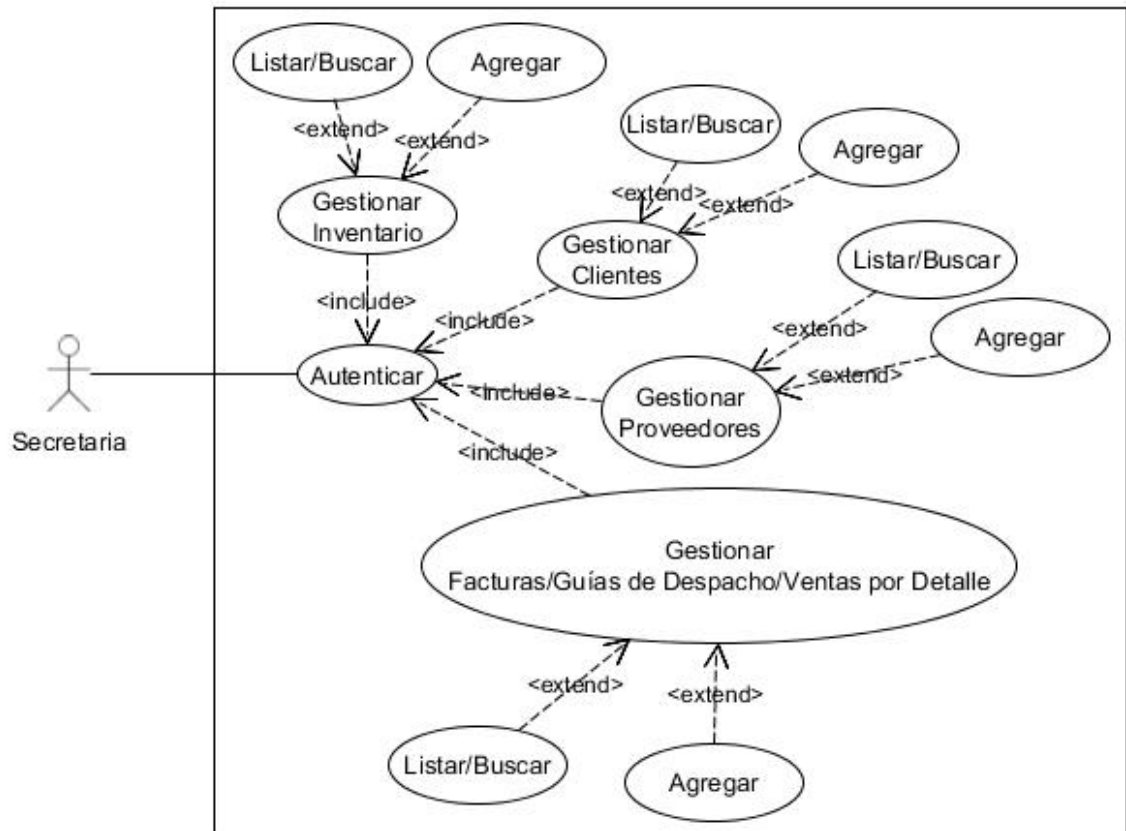 Listar/Buscar
Agregar
<extend>
<extend>
Gestionar
Inventario
<include>
Listar/Buscar
Agregar
<extend>
<extend>
Gestionar
Clientes
<include>
Listar/Buscar
Agregar
<extend>
<extend>
Gestionar
Proveedores
<include>
Autenticar
Secretaria
<include>
Gestionar
Facturas/Guías de Despacho/Ventas por Detalle
<extend>
<extend>
Listar/Buscar
Agregar